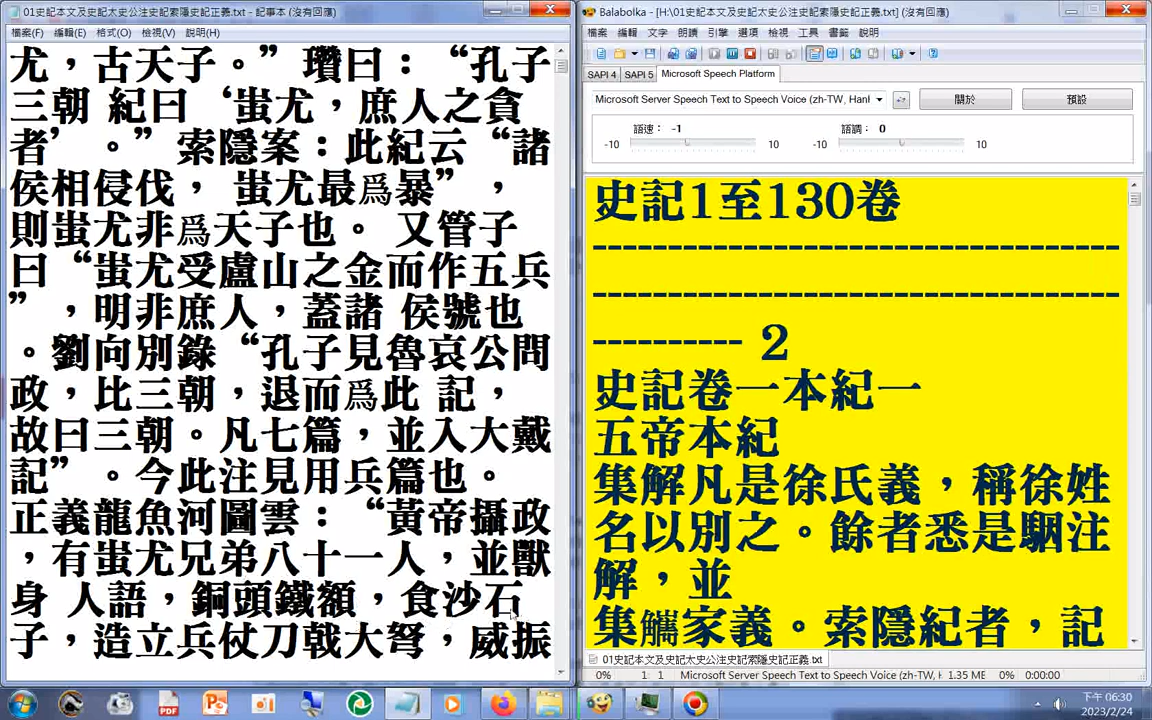 01史記本文及史記太史公注史記索隱史記正義.txt - 記事本 (沒有回應)
檔案(F) 編輯(E) 格式(O) 檢視(V) 說明(H)
尤，古天子。”瓚曰：“孔子
三朝 紀曰‘蚩尤，庶人之貪
者’。”索隱案：此紀云“諸
侯相侵伐， 蚩尤最爲暴”，
則蚩尤非爲天子也。 又管子
曰“蚩尤受盧山之金而作五兵
”，明非庶人，蓋諸 侯號也
。劉向別錄“孔子見魯哀公問
政，比三朝，退而爲此 記，
故曰三朝。凡七篇，並入大戴
記”。今此注見用兵篇也。
正義龍魚河圖雲：“黃帝攝政
，有蚩尤兄弟八十一人，並獸
身 人語，銅頭鐵額，食沙石
子，造立兵仗刀戟大弩，威振
Balabolka - [H:\01史記本文及史記太史公注史記索隱史記正義.txt] (沒有回應)
檔案 編輯 文字 朗讀 引擎 選項 檢視 工具 書籤 說明
SAPI 4 SAPI 5 Microsoft Speech Platform
Microsoft Server Speech Text to Speech Voice (zh-TW, Hanl 關於 預設
語速： -1 語調： 0
-10 10 -10 10
史記1至130卷
---------------------------------
---------------------------------
---------- 2
史記卷一本紀一
五帝本紀
集解凡是徐氏義，稱徐姓
名以別之。餘者悉是駰注
解，並
集觿家義。索隱紀者，記
01史記本文及史記太史公注史記索隱史記正義.txt
0% 1: 1 Microsoft Server Speech Text to Speech Voice (zh-TW, H 1.35 ME 0% 0:00:00
PDF
下午 06:30
2023/2/24